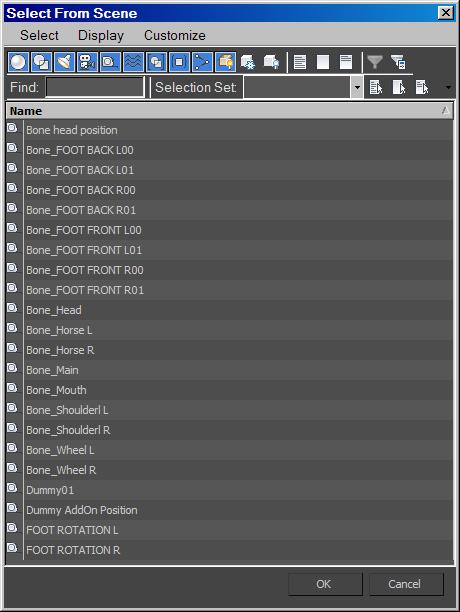 Select From Scene
Select Display Customize
Find: Selection Set:
Name
Bone head position
Bone_FOOT BACK L00
Bone_FOOT BACK L01
Bone_FOOT BACK R00
Bone_FOOT BACK R01
Bone_FOOT FRONT L00
Bone_FOOT FRONT L01
Bone_FOOT FRONT R00
Bone_FOOT FRONT R01
Bone_Head
Bone_Horse L
Bone_Horse R
Bone_Main
Bone_Mouth
Bone_Shoulderl L
Bone_Shoulderl R
Bone_Wheel L
Bone_Wheel R
Dummy01
Dummy AddOn Position
FOOT ROTATION L
FOOT ROTATION R
OK Cancel